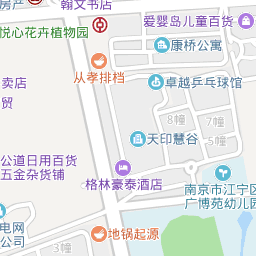 房产
翰文书店
爱婴岛儿童百货
悦心花卉植物园
康桥公寓
从孝排档
卓越乒乓球馆
卖店
贸
8幢
7幢
天印慧谷
5幢
公道日用百货
五金杂货铺
格林豪泰酒店
南京市江宁区
广博苑幼儿园
3幢
电网
公司
地锅起源
1幢